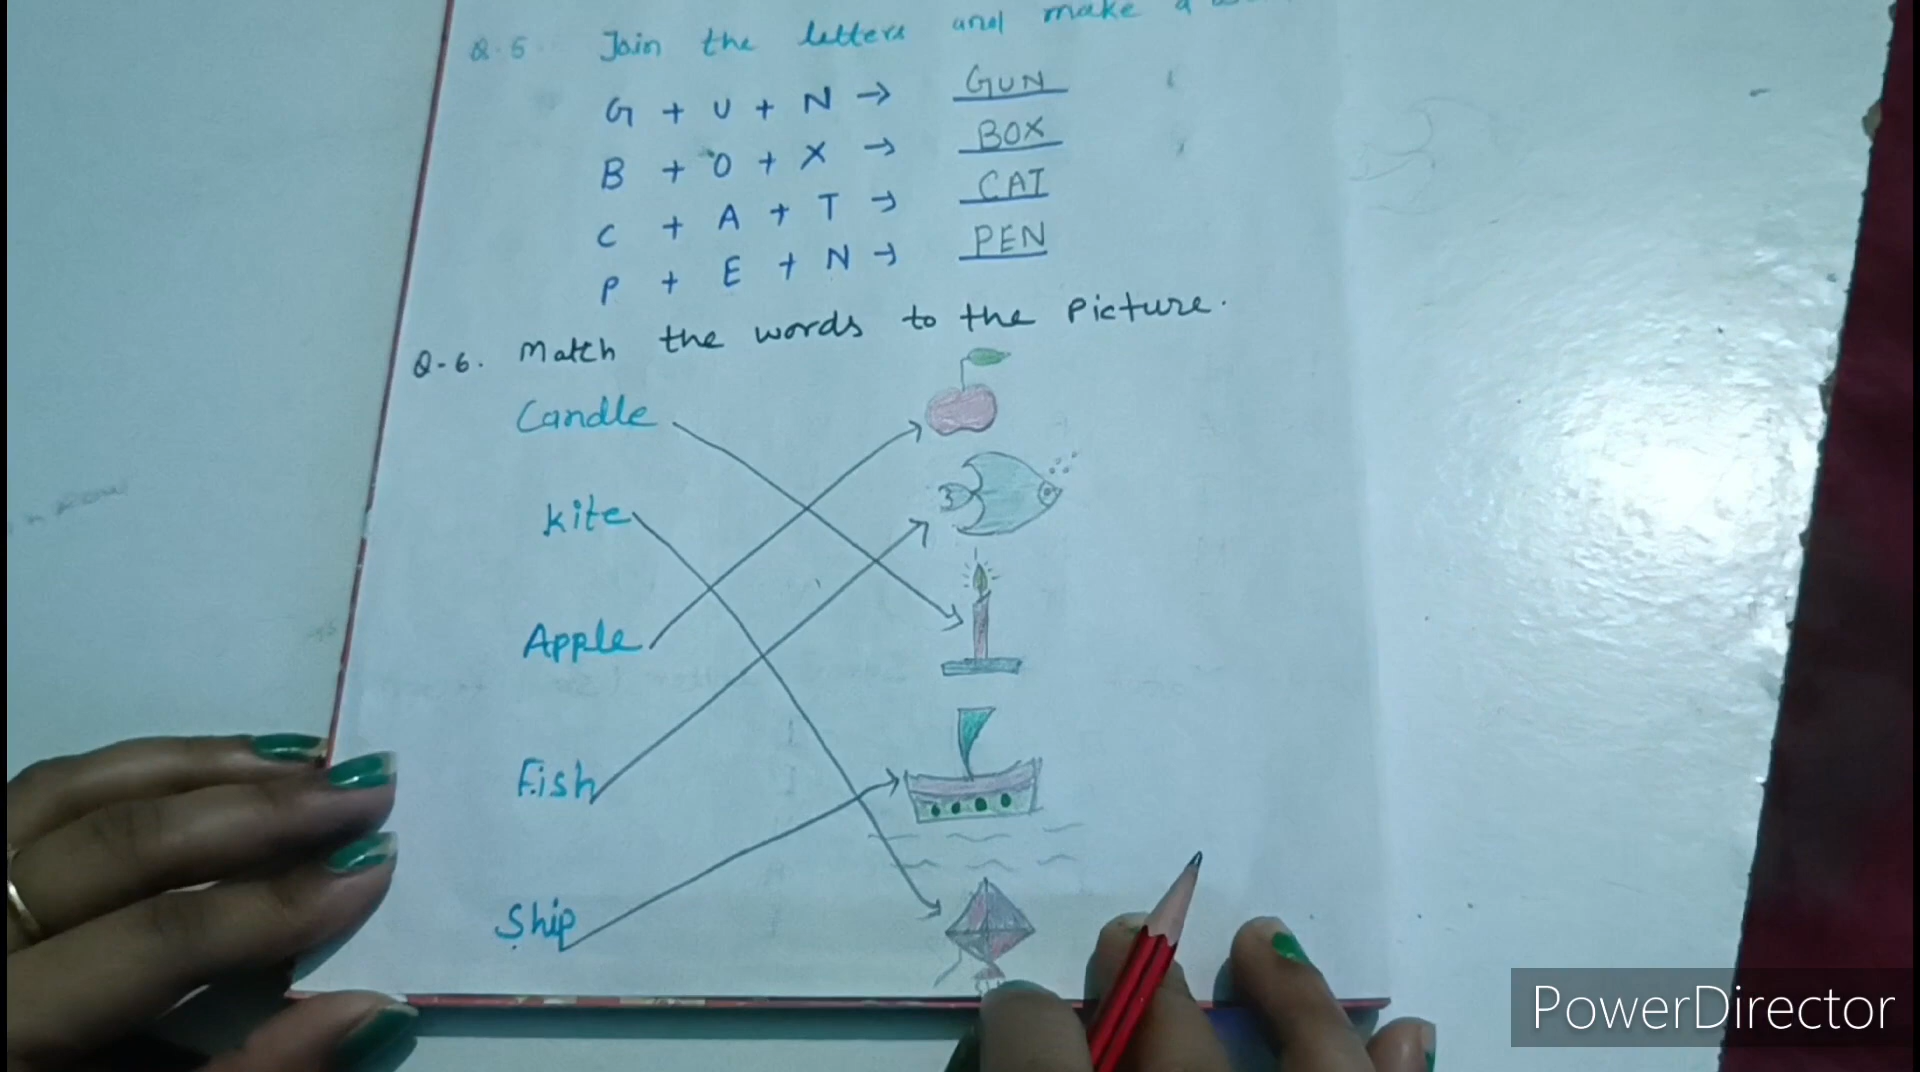 Q-5. Join the letters and make a
G + U + N → GUN
B + O + X → BOX
C + A + T → CAT
P + E + N → PEN
Q-6. Match the words to the Picture.
Candle
kite
Apple
Fish
Ship
PowerDirector